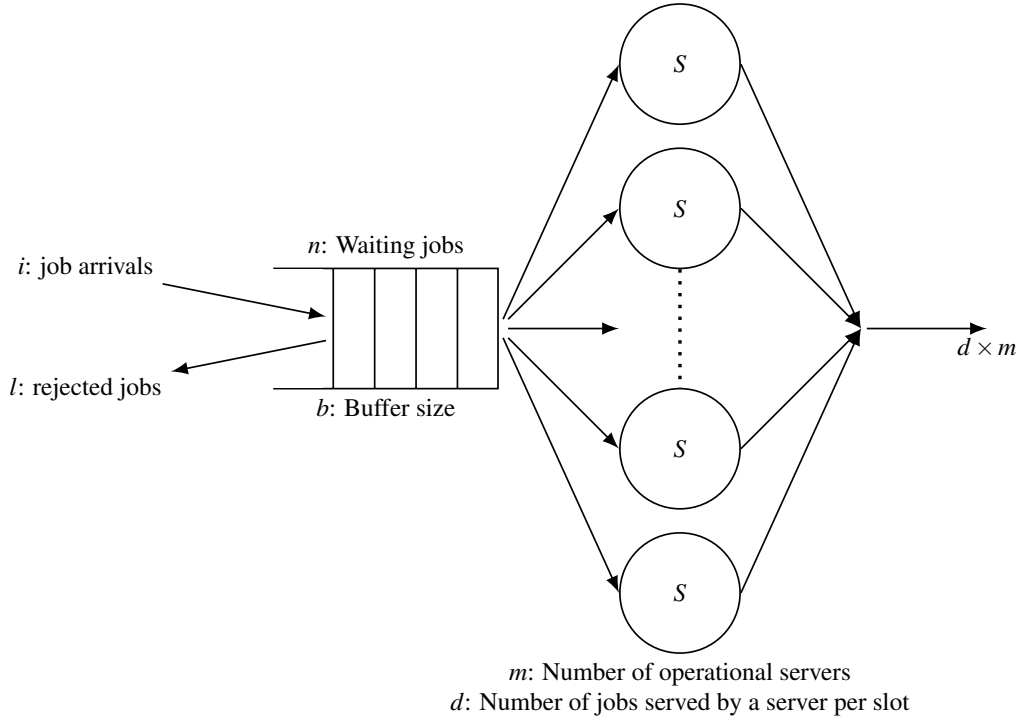 S
S
n: Waiting jobs
i: job arrivals
l: rejected jobs
b: Buffer size
d × m
S
S
m: Number of operational servers
d: Number of jobs served by a server per slot